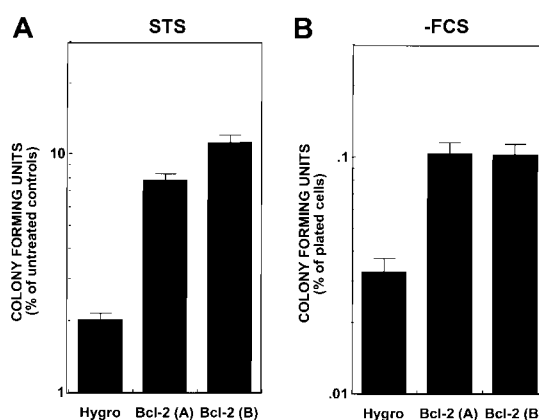 A
STS
COLONY FORMING UNITS
(% of untreated controls)
10
1
Hygro Bcl-2 (A) Bcl-2 (B)
B
-FCS
COLONY FORMING UNITS
(% of plated cells)
.1
.01
Hygro Bcl-2 (A) Bcl-2 (B)